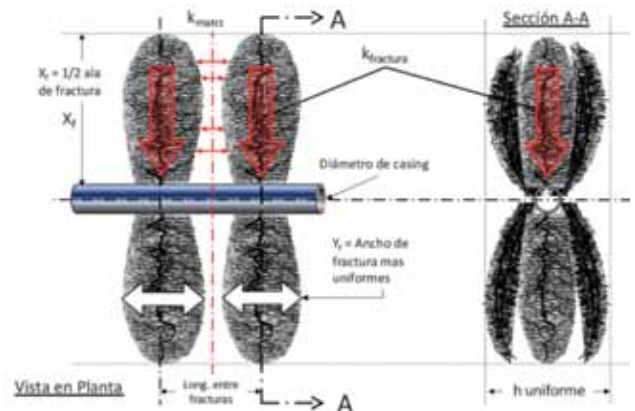 k_matriz
A
Sección A-A
X_f = 1/2 ala
de fractura
X_f
k_fractura
Diámetro de casing
Y_f = Ancho de
fractura mas
uniformes
Vista en Planta
Long. entre
fracturas
A
h uniforme